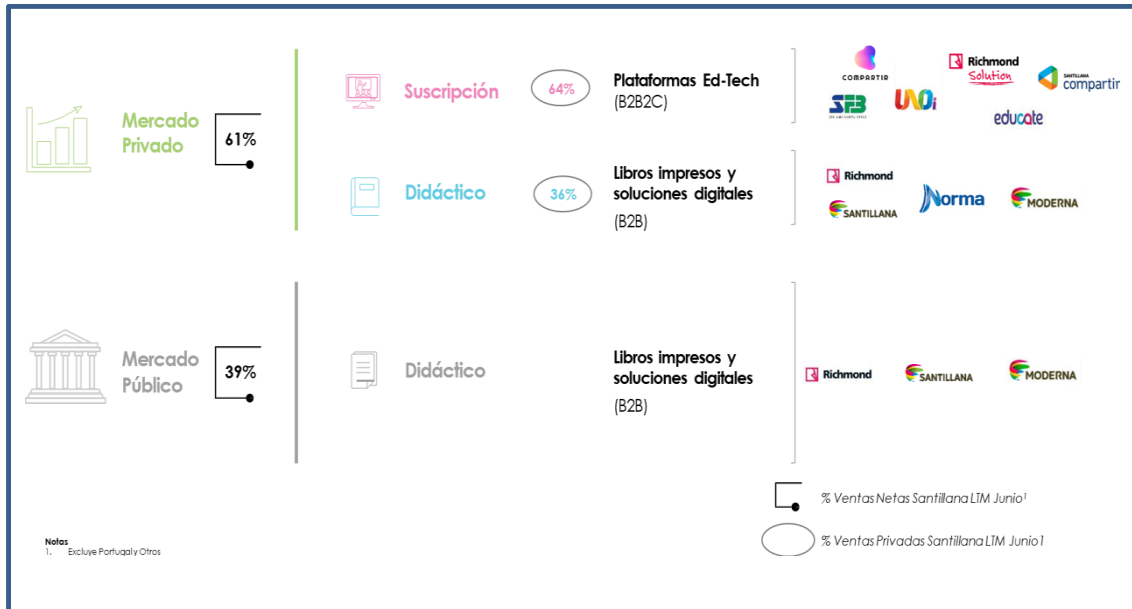 Mercado
Privado
61%
Suscripción
64%
Plataformas Ed-Tech
(B2B2C)
COMPARTIR
Richmond
Solution
SANTILLANA
compartir
SFB
UNOi
educate
Didáctico
36%
Libros impresos y
soluciones digitales
(B2B)
Richmond
SANTILLANA
Norma
MODERNA
Mercado
Público
39%
Didáctico
Libros impresos y
soluciones digitales
(B2B)
Richmond
SANTILLANA
MODERNA
% Ventas Netas Santillana LTM Junio¹
% Ventas Privadas Santillana LTM Junio1
Notas
1. Excluye Portugal y Otros